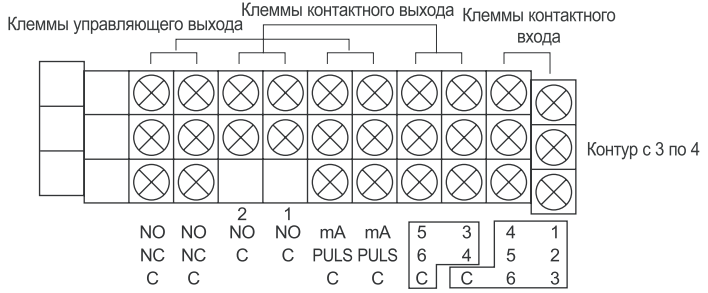 Клеммы управляющего выхода
Клеммы контактного выхода
Клеммы контактного
входа
Контур с 3 по 4
2 1
NO NO NO NO mA mA 5 3 4 1
NC NC C C PULS PULS 6 4 5 2
C C C C C C 6 3